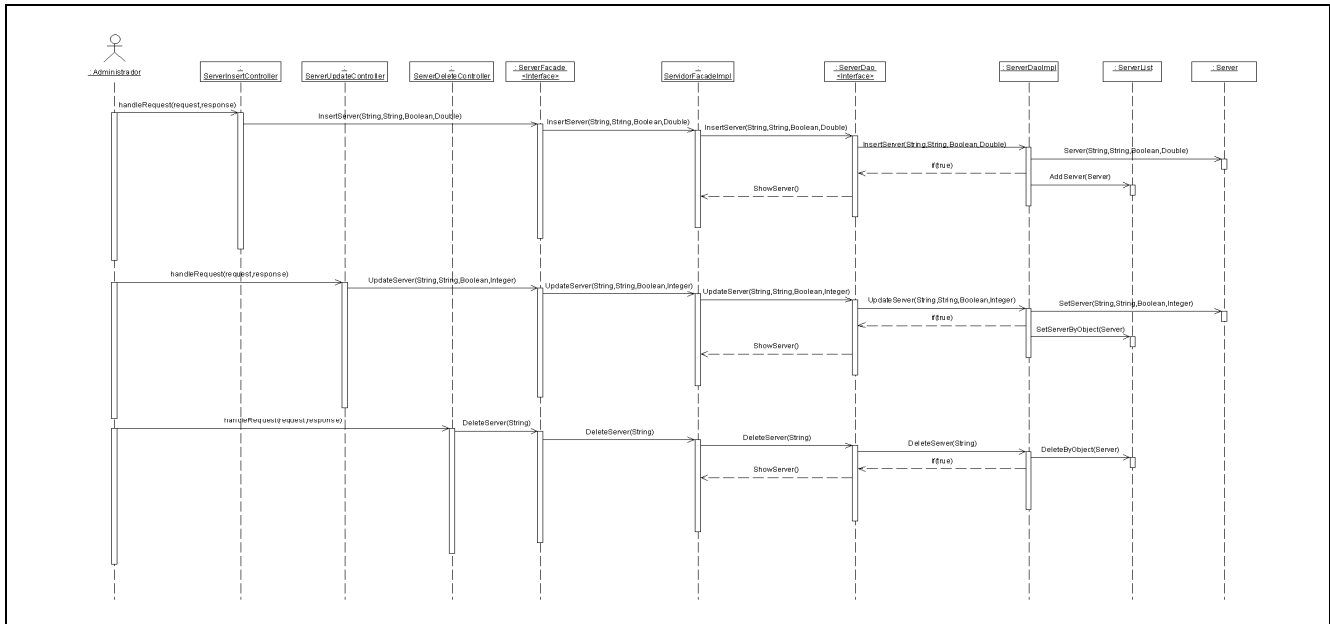 : Administrador
:
ServerInsertController
:
ServerUpdateController
:
ServerDeleteController
: ServerFacade
<Interface>
:
ServidorFacadeImpl
: ServerDao
<Interface>
: ServerDaoImpl
: ServerList
: Server
handleRequest(request,response)
InsertServer(String,String,Boolean,Double)
InsertServer(String,String,Boolean,Double)
InsertServer(String,String,Boolean,Double)
InsertServer(String,String,Boolean,Double)
Server(String,String,Boolean,Double)
if(true)
AddServer(Server)
ShowServer()
handleRequest(request,response)
UpdateServer(String,String,Boolean,Integer)
UpdateServer(String,String,Boolean,Integer)
UpdateServer(String,String,Boolean,Integer)
UpdateServer(String,String,Boolean,Integer)
SetServer(String,String,Boolean,Integer)
if(true)
SetServerByObject(Server)
ShowServer()
handleRequest(request,response)
DeleteServer(String)
DeleteServer(String)
DeleteServer(String)
DeleteServer(String)
DeleteByObject(Server)
if(true)
ShowServer()